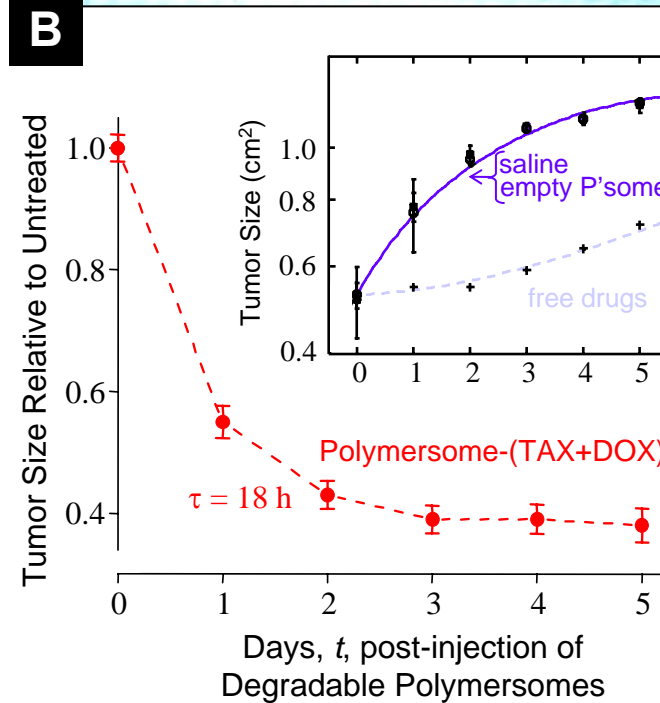 B
Tumor Size Relative to Untreated
1.0
0.8
0.6
0.4
0 1 2 3 4 5
Days, t, post-injection of
Degradable Polymersomes
τ = 18 h
Polymersome-(TAX+DOX)
Tumor Size (cm²)
1.0
0.8
0.6
0.4
0 1 2 3 4 5
saline
empty P'some
free drugs